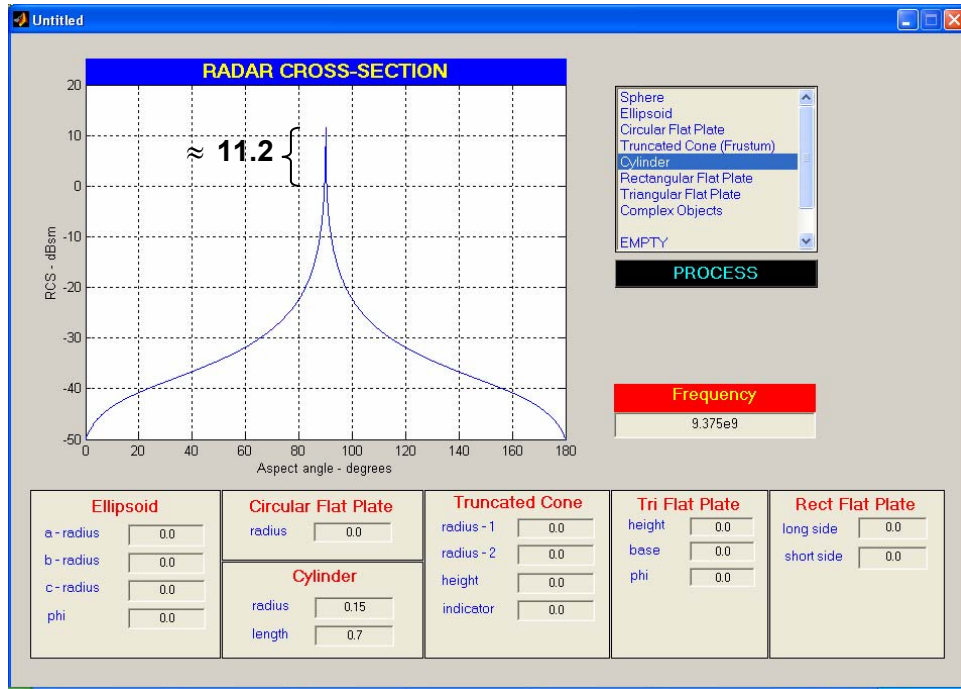 Untitled
RADAR CROSS-SECTION
20
10
0
-10
-20
-30
-40
-50
RCS - dBsm
≈ 11.2
0
20
40
60
80
100
120
140
160
180
Aspect angle - degrees
Sphere
Ellipsoid
Circular Flat Plate
Truncated Cone (Frustum)
Cylinder
Rectangular Flat Plate
Triangular Flat Plate
Complex Objects
EMPTY
PROCESS
Frequency
9.375e9
Ellipsoid
a - radius 0.0
b - radius 0.0
c - radius 0.0
phi 0.0
Circular Flat Plate
radius 0.0
Cylinder
radius 0.15
length 0.7
Truncated Cone
radius - 1 0.0
radius - 2 0.0
height 0.0
indicator 0.0
Tri Flat Plate
height 0.0
base 0.0
phi 0.0
Rect Flat Plate
long side 0.0
short side 0.0